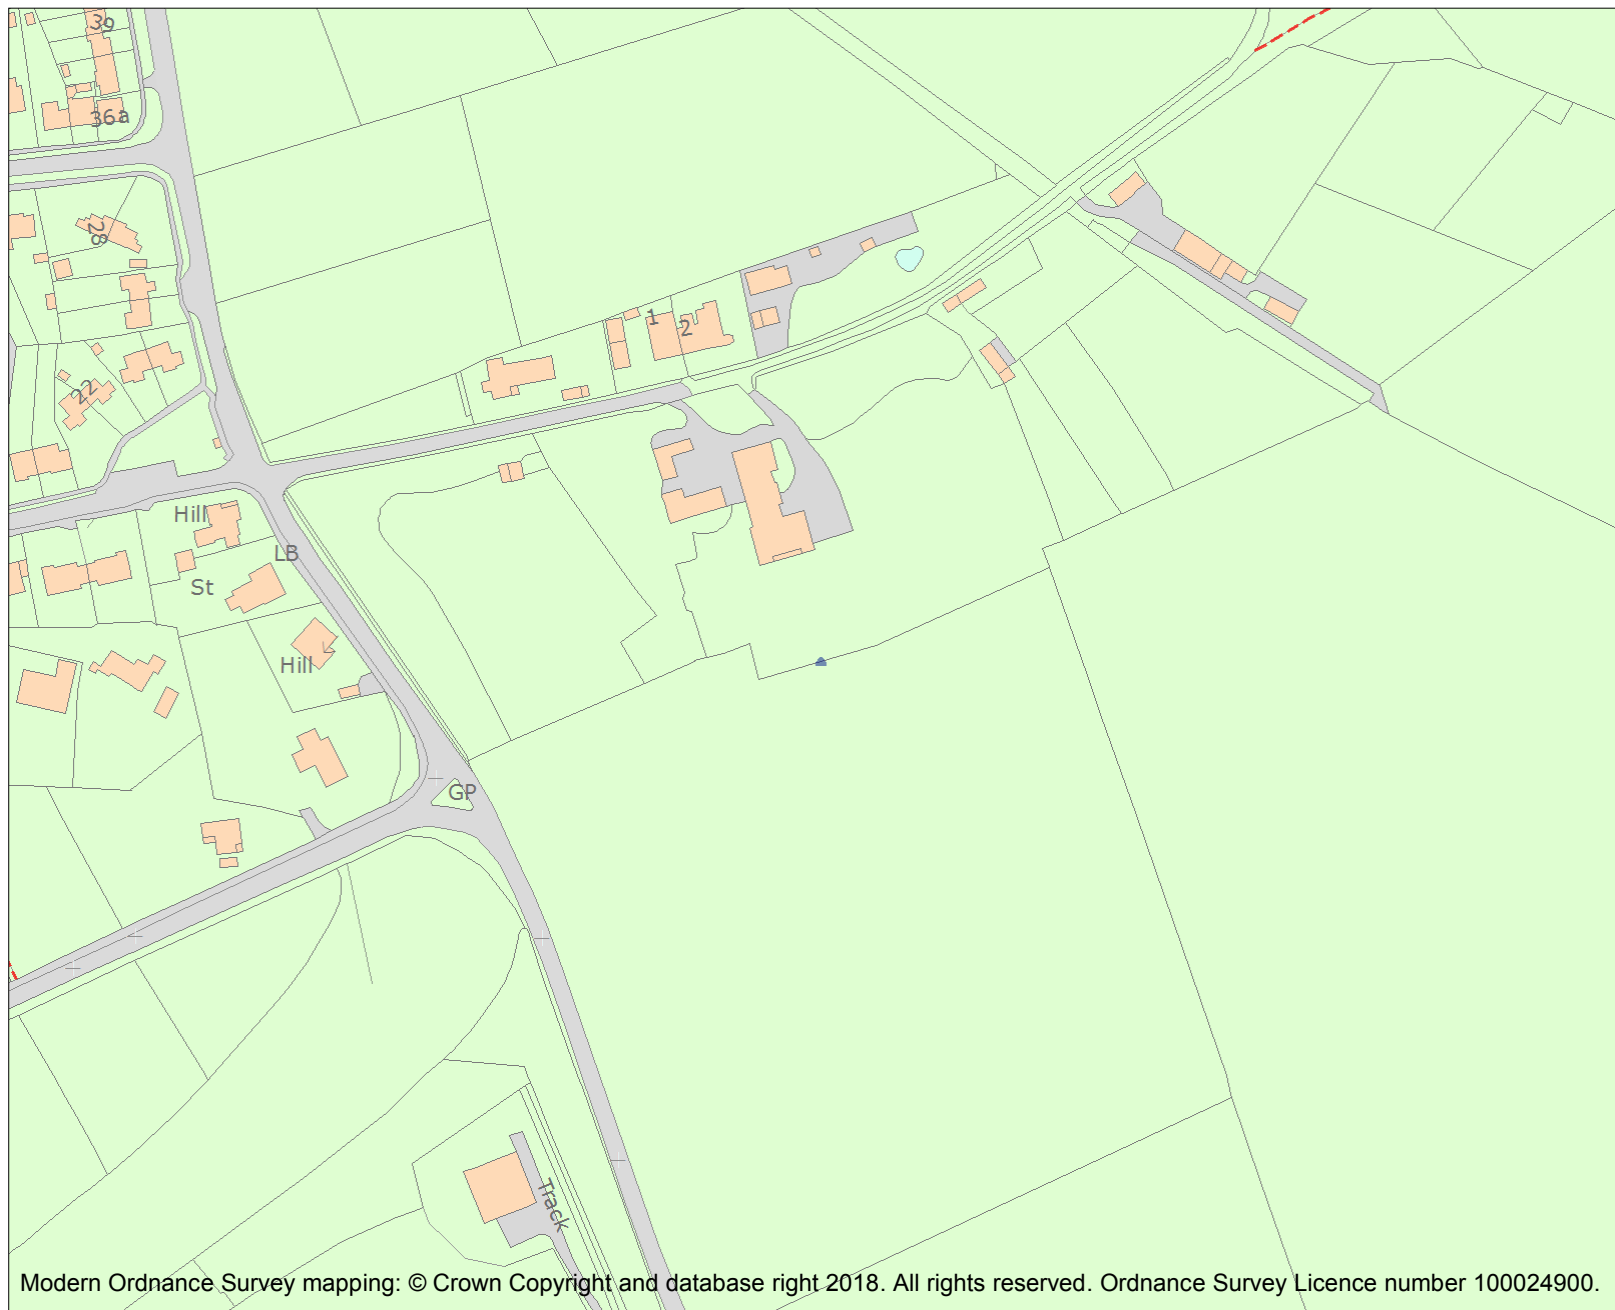 39
36a
28
1
2
22
Hill
LB
St
Hill
GP
Track
Modern Ordnance Survey mapping: © Crown Copyright and database right 2018. All rights reserved. Ordnance Survey Licence number 100024900.